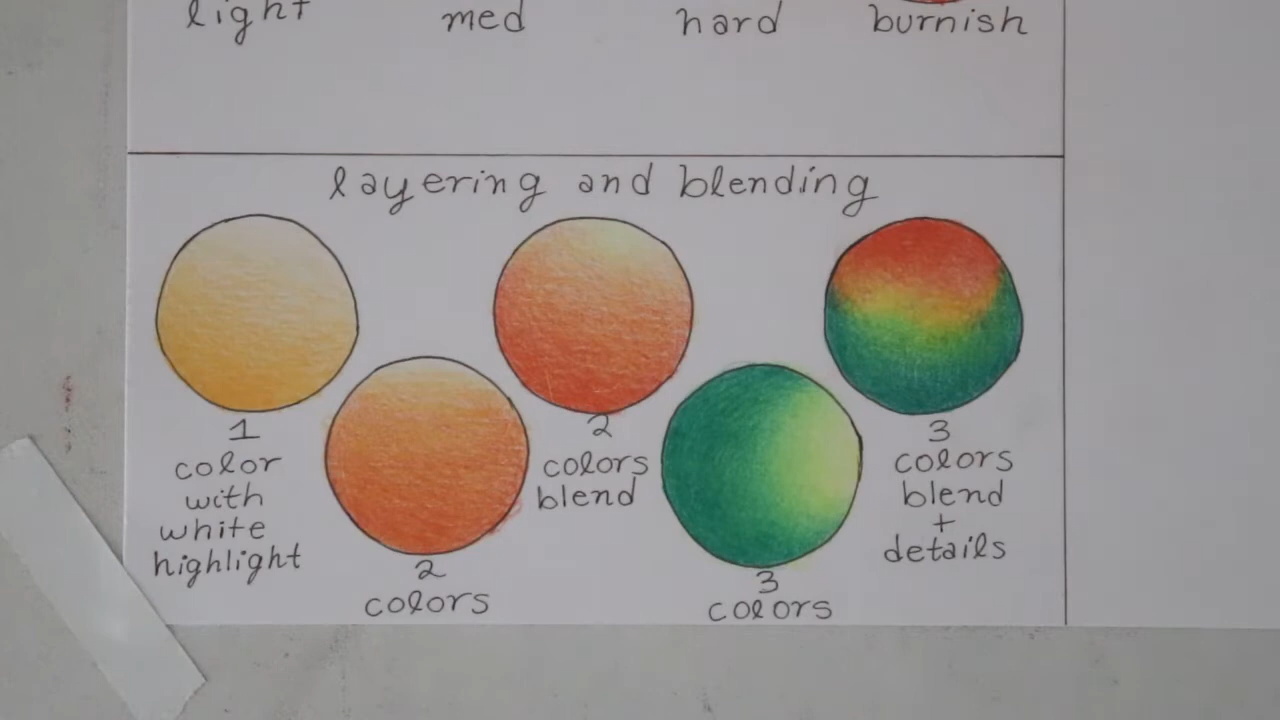 light med hard burnish
layering and blending
1
color
with
white
highlight
2
colors
2
colors
blend
3
colors
3
colors
blend
+
details